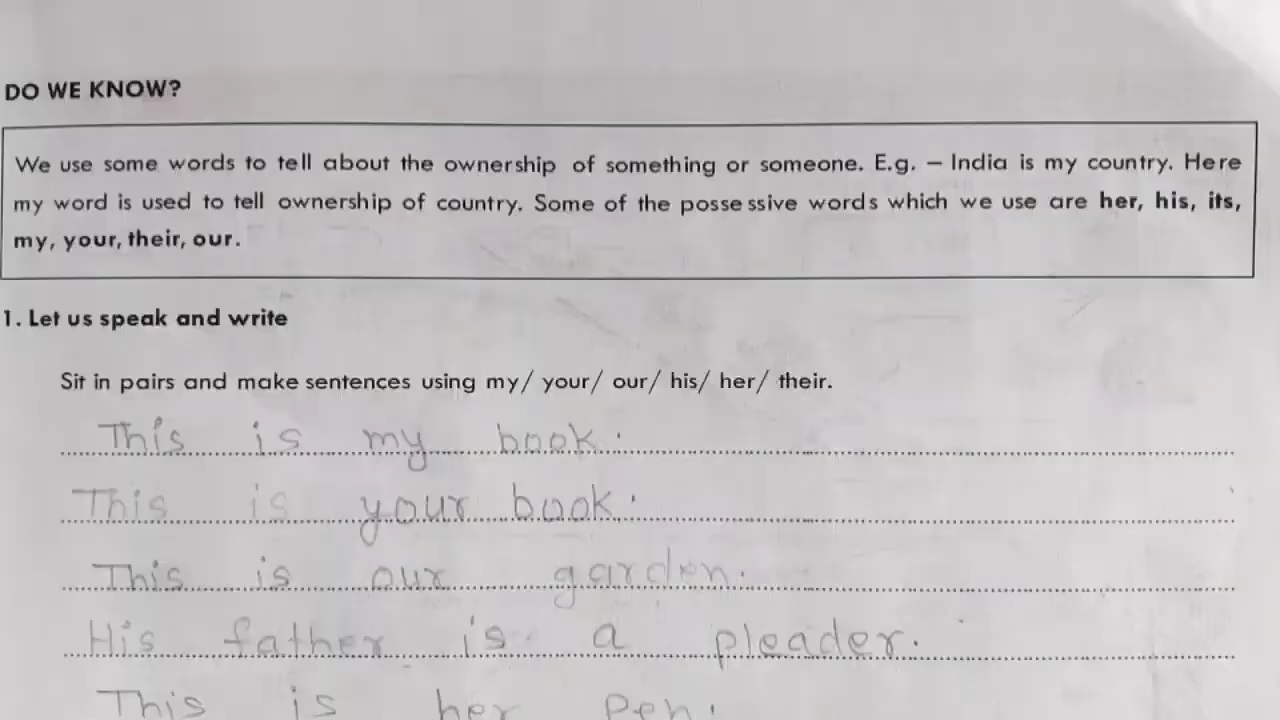 DO WE KNOW?
We use some words to tell about the ownership of something or someone. E.g. – India is my country. Here
my word is used to tell ownership of country. Some of the possessive words which we use are her, his, its,
my, your, their, our.
1. Let us speak and write
Sit in pairs and make sentences using my/ your/ our/ his/ her/ their.
This is my book.
This is your book.
This is our garden.
His father is a pleader.
This is her pen.